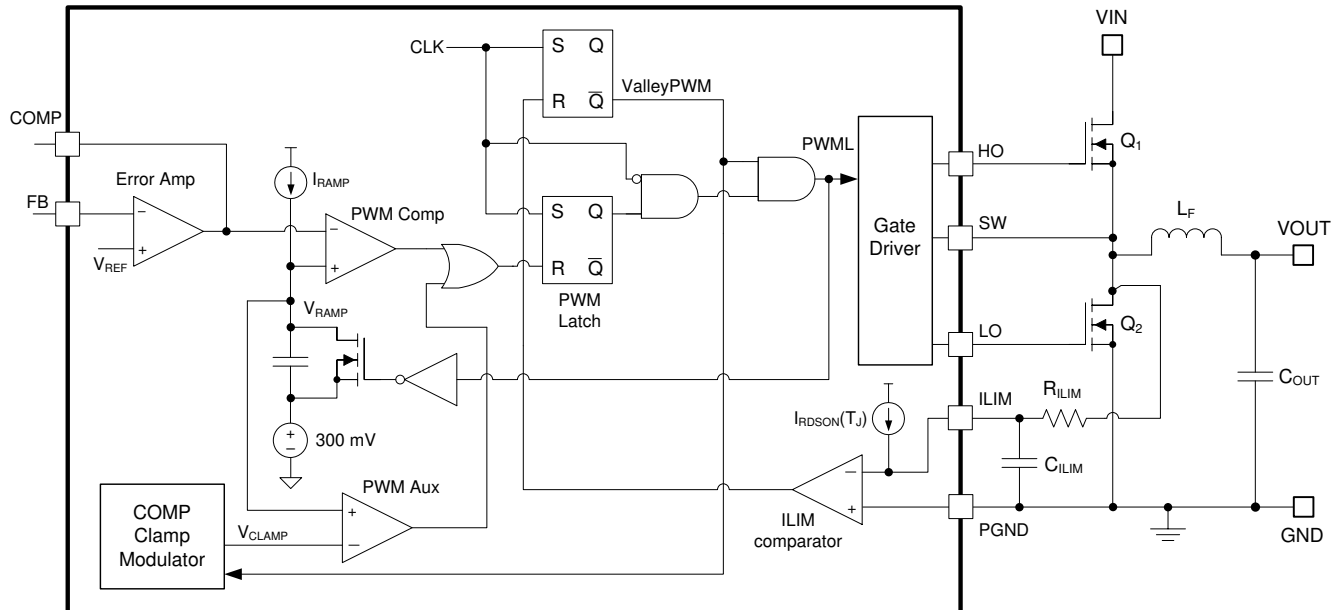 VIN
CLK
S Q
R Q̅
ValleyPWM
COMP
PWML
HO
Q1
Error Amp
IRAMP
FB
−
+
VREF
PWM Comp
−
+
S Q
R Q̅
PWM
Latch
Gate
Driver
SW
LF
VOUT
VRAMP
LO
Q2
COUT
+
−
300 mV
IRDSON(TJ)
ILIM
RILIM
CILIM
−
+
ILIM
comparator
PGND
GND
PWM Aux
+
−
COMP
Clamp
Modulator
VCLAMP